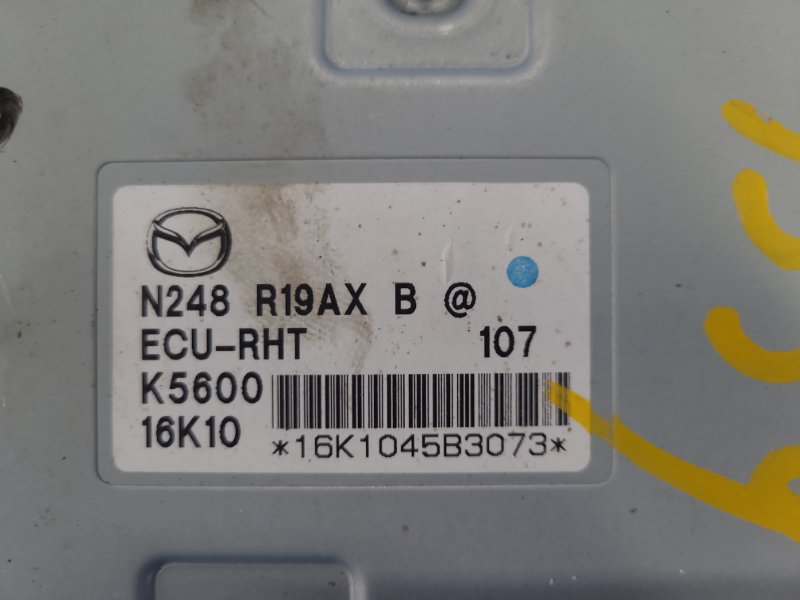 N248 R19AX B @
ECU-RHT 107
K5600
16K10
*16K1045B3073*